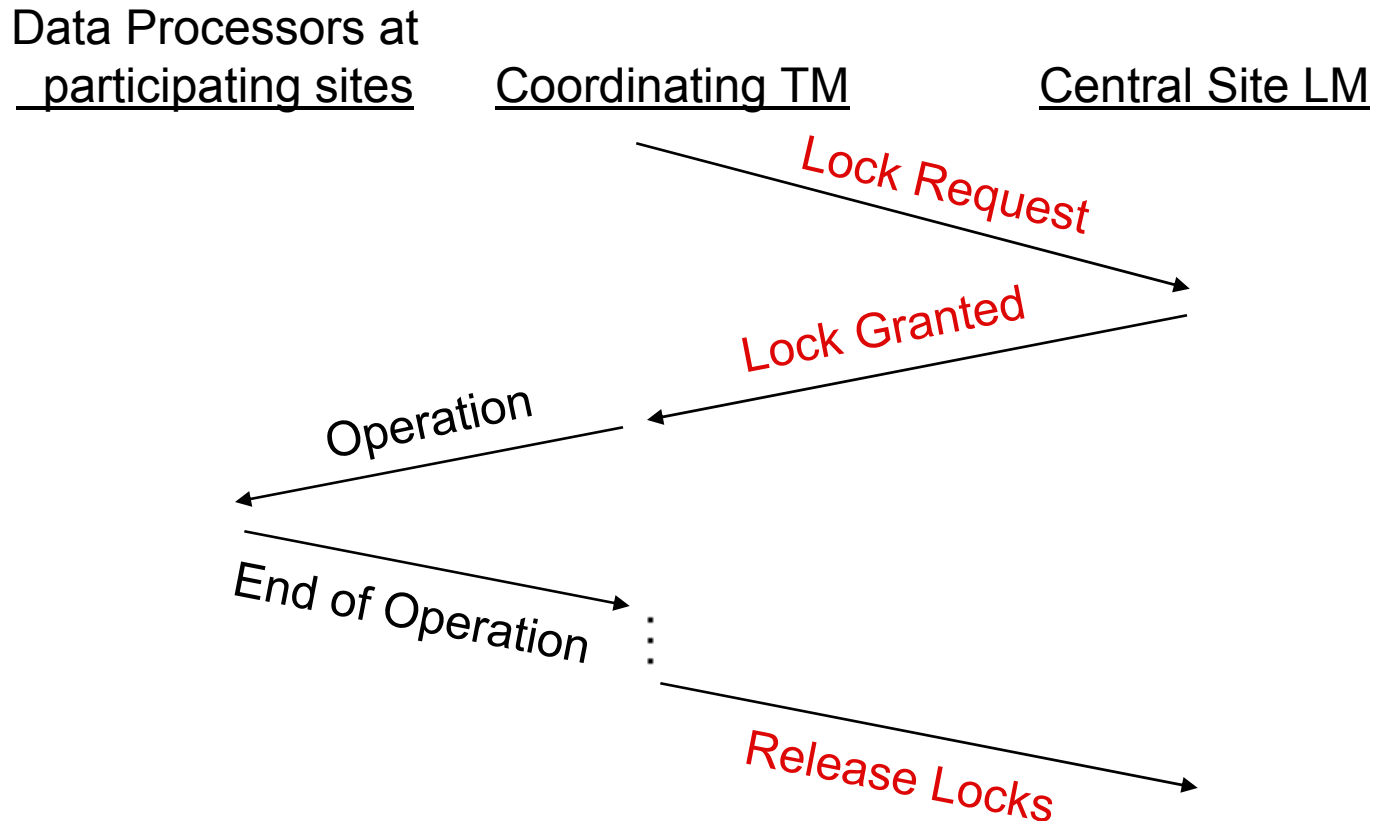 Data Processors at
participating sites
Coordinating TM
Central Site LM
Lock Request
Lock Granted
Operation
End of Operation
Release Locks